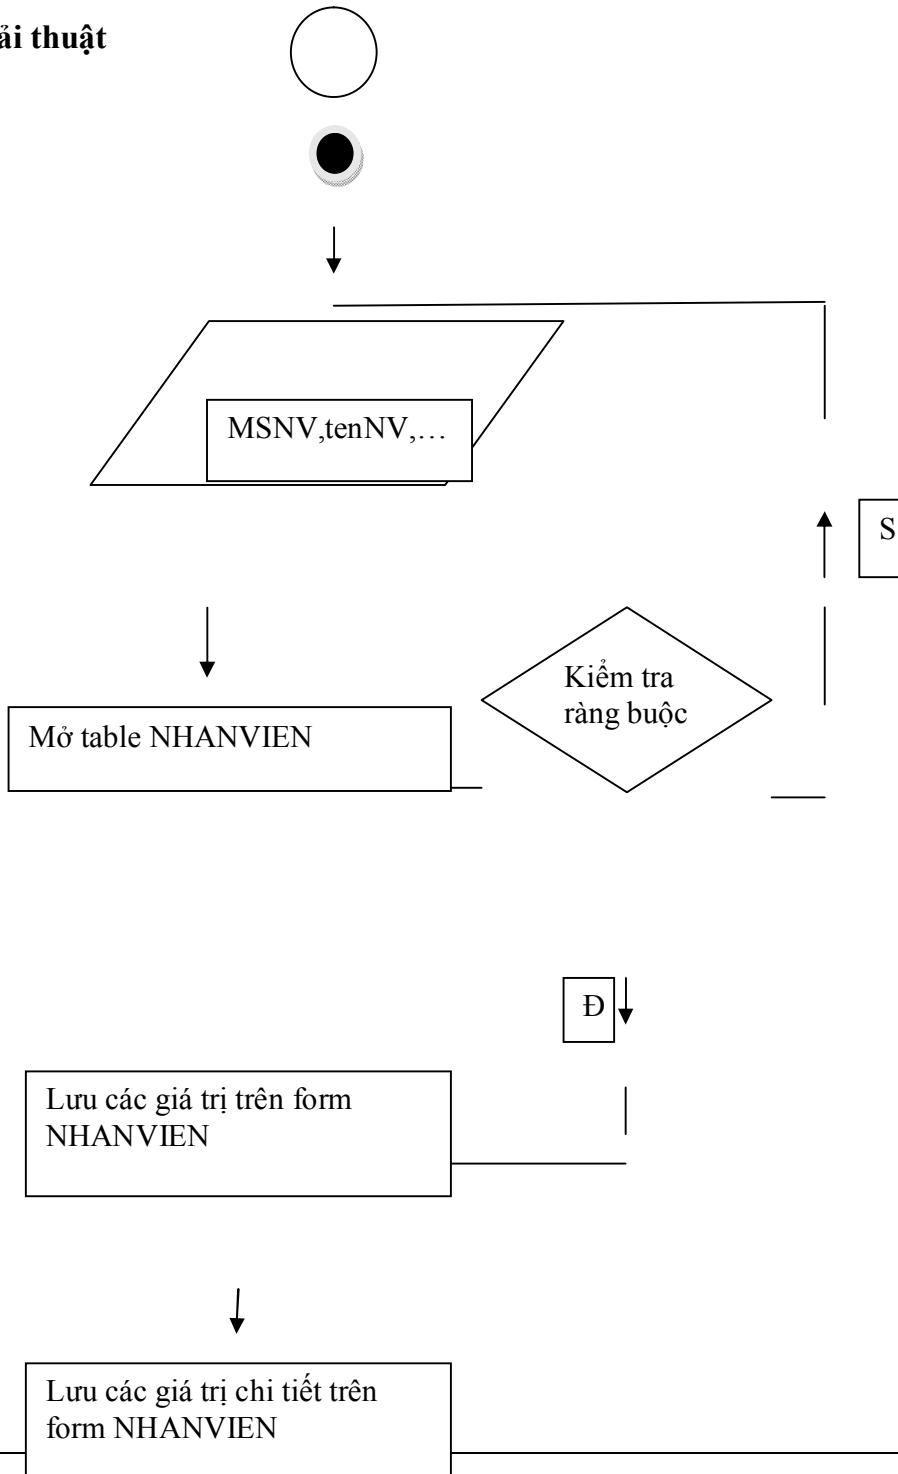 ải thuật
MSNV,tenNV,…
S
Kiểm tra
ràng buộc
Mở table NHANVIEN
Đ
Lưu các giá trị trên form
NHANVIEN
Lưu các giá trị chi tiết trên
form NHANVIEN